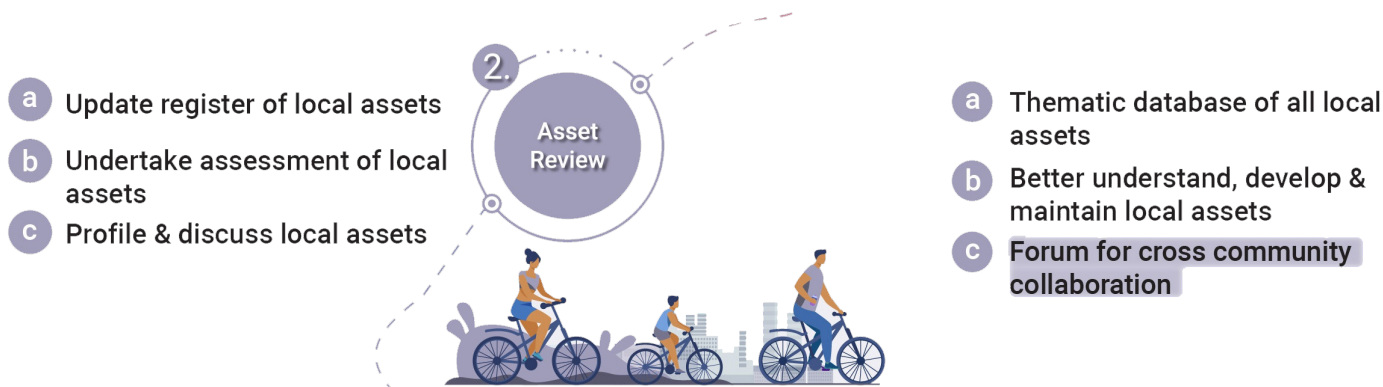 a
Update register of local assets
b
Undertake assessment of local
assets
c
Profile & discuss local assets
2.
Asset
Review
a
Thematic database of all local
assets
b
Better understand, develop &
maintain local assets
c
Forum for cross community
collaboration